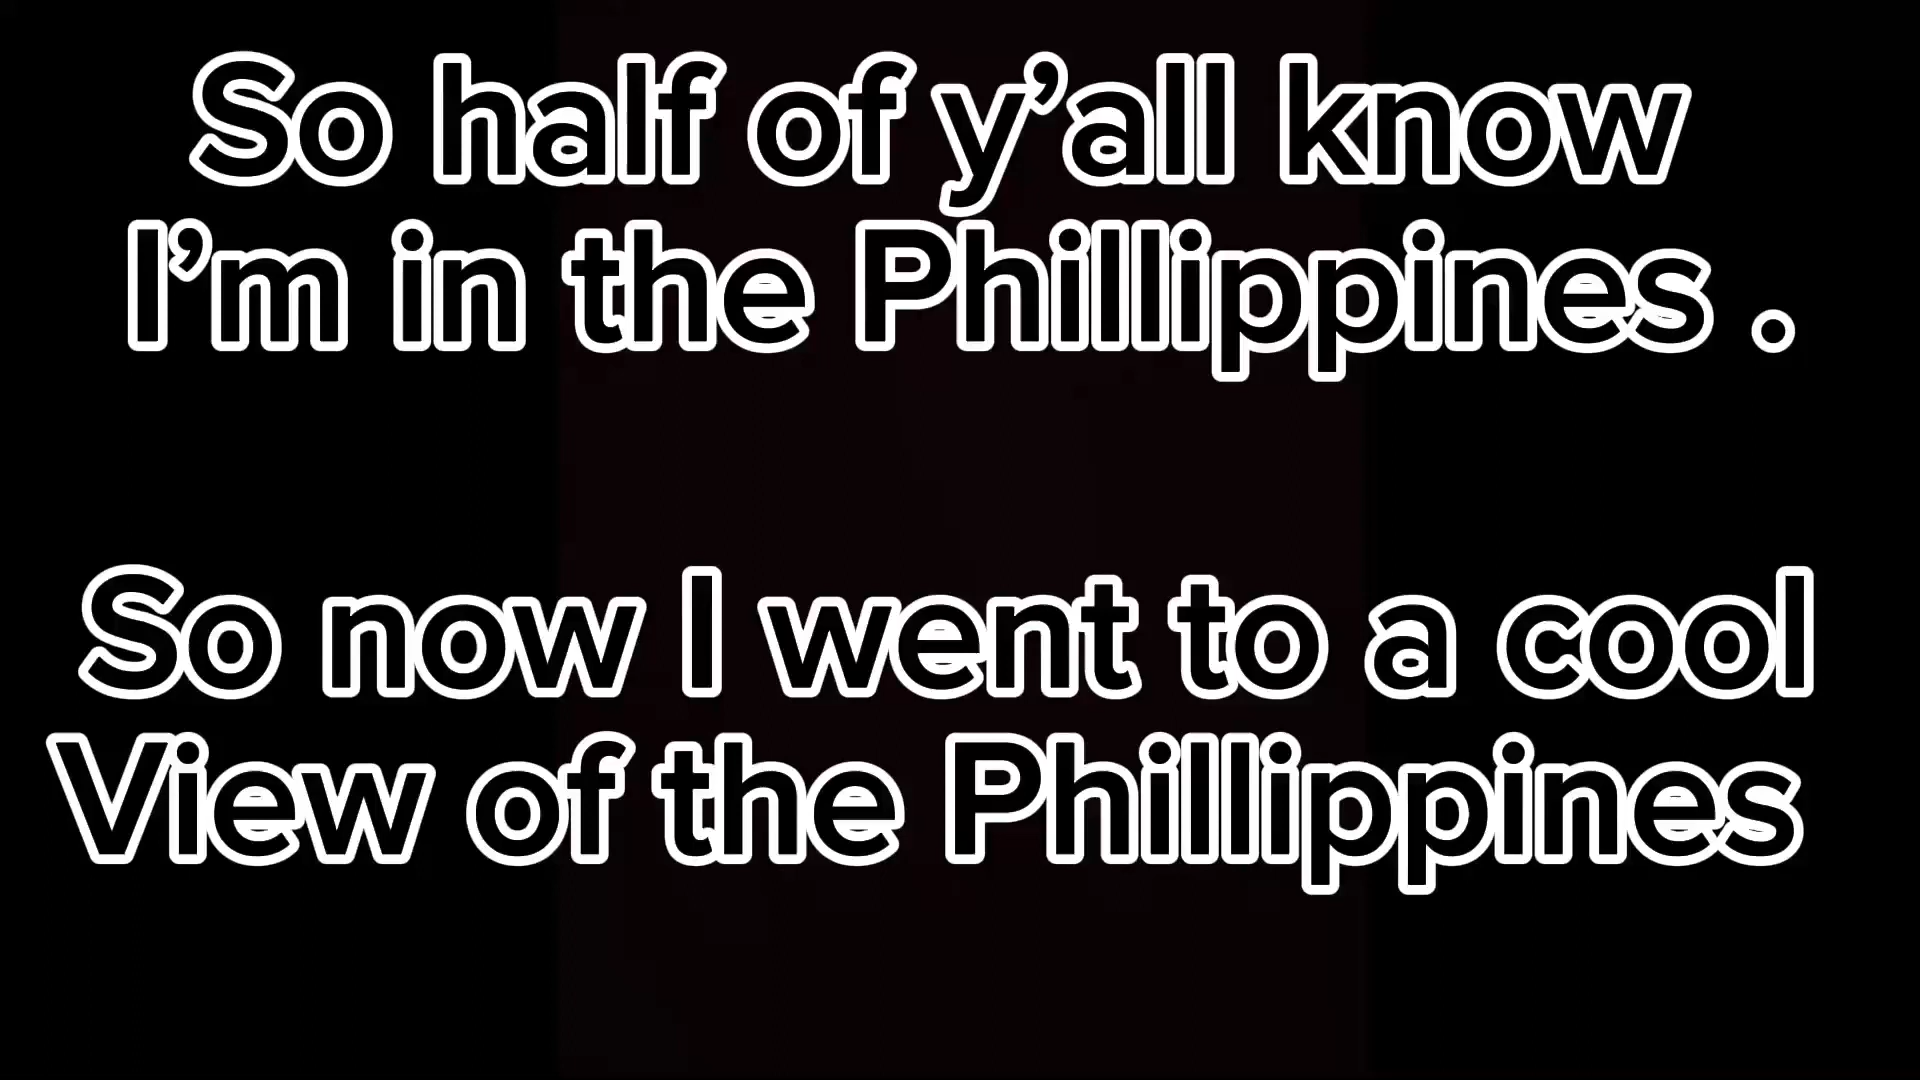 So half of y’all know
I’m in the Phillippines .
So now I went to a cool
View of the Phillippines